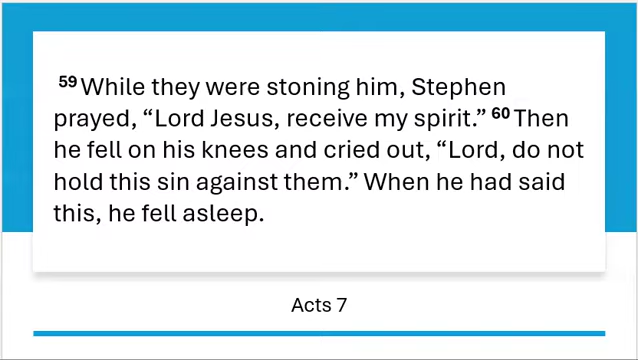 59 While they were stoning him, Stephen
prayed, “Lord Jesus, receive my spirit.” 60 Then
he fell on his knees and cried out, “Lord, do not
hold this sin against them.” When he had said
this, he fell asleep.
Acts 7